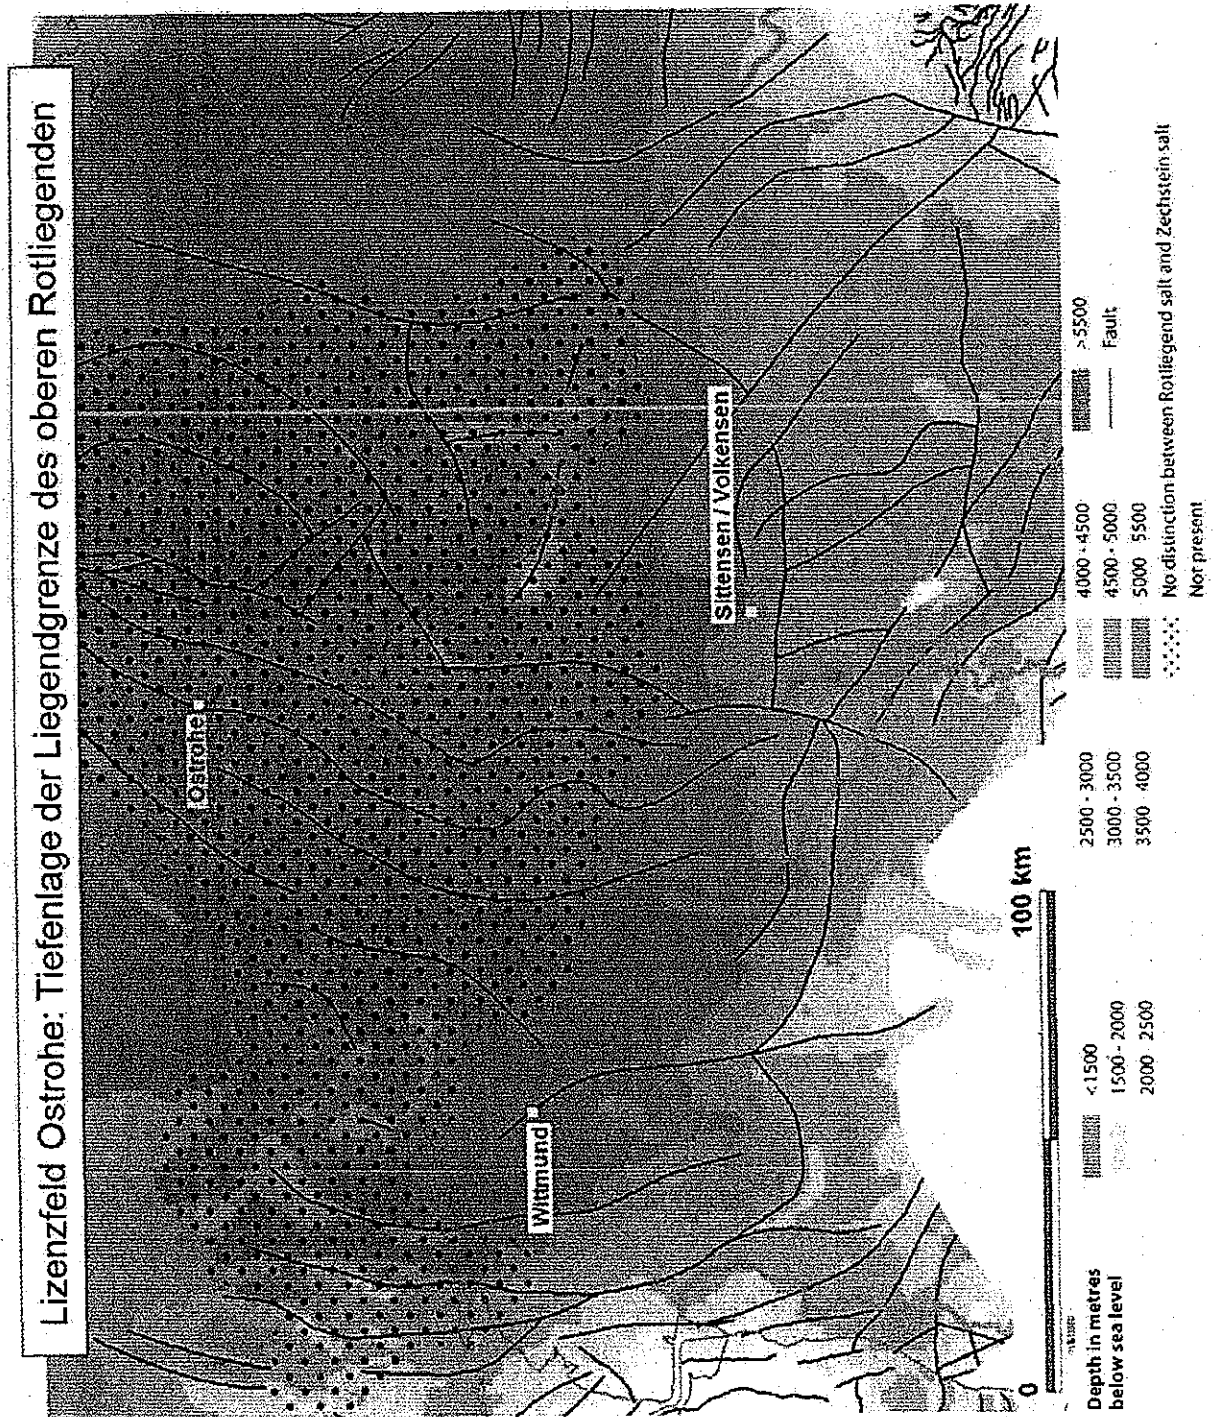 Lizenzfeld Ostrohe: Tiefenlage der Liegendgrenze des oberen Rotliegenden
Ostrohe
Wittmund
Sittensen / Volkensen
0
100 km
Depth in metres
below sea level
<1500
1500 - 2000
2000 2500
2500 - 3000
3000 - 3500
3500 4000
4000 - 4500
4500 - 5000
5000 5500
>5500
Fault
No distinction between Rotliegend salt and Zechstein salt
Not present